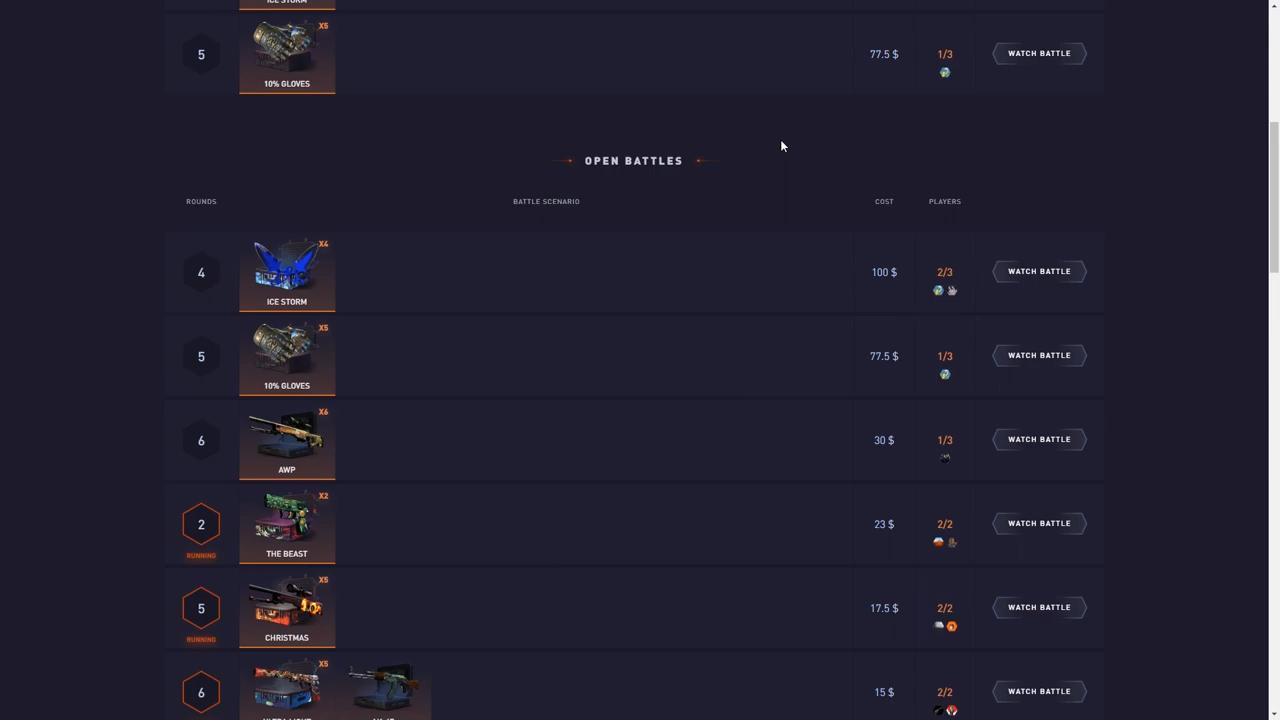 ICE STORM
5
X5
10% GLOVES
77.5 $
1/3
WATCH BATTLE
OPEN BATTLES
ROUNDS
BATTLE SCENARIO
COST
PLAYERS
4
X4
ICE STORM
100 $
2/3
WATCH BATTLE
5
X5
10% GLOVES
77.5 $
1/3
WATCH BATTLE
6
X6
AWP
30 $
1/3
WATCH BATTLE
2
RUNNING
X2
THE BEAST
23 $
2/2
WATCH BATTLE
5
RUNNING
X5
CHRISTMAS
17.5 $
2/2
WATCH BATTLE
6
X5
15 $
2/2
WATCH BATTLE